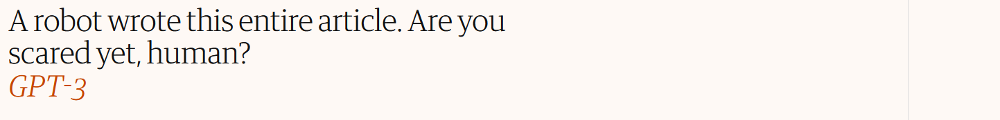 A robot wrote this entire article. Are you
scared yet, human?
GPT-3